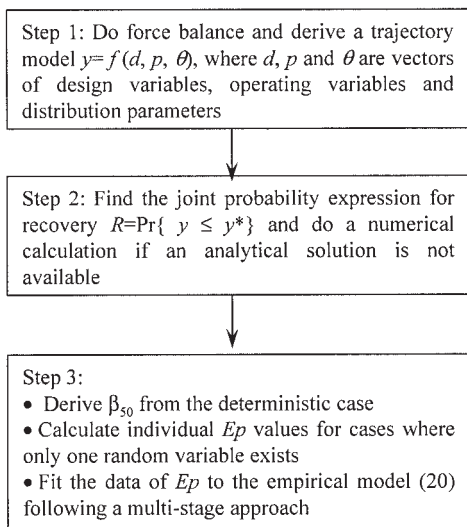 Step 1: Do force balance and derive a trajectory
model y=f (d, p, θ), where d, p and θ are vectors
of design variables, operating variables and
distribution parameters
Step 2: Find the joint probability expression for
recovery R=Pr{ y ≤ y*} and do a numerical
calculation if an analytical solution is not
available
Step 3:
• Derive β₅₀ from the deterministic case
• Calculate individual Ep values for cases where
only one random variable exists
• Fit the data of Ep to the empirical model (20)
following a multi-stage approach